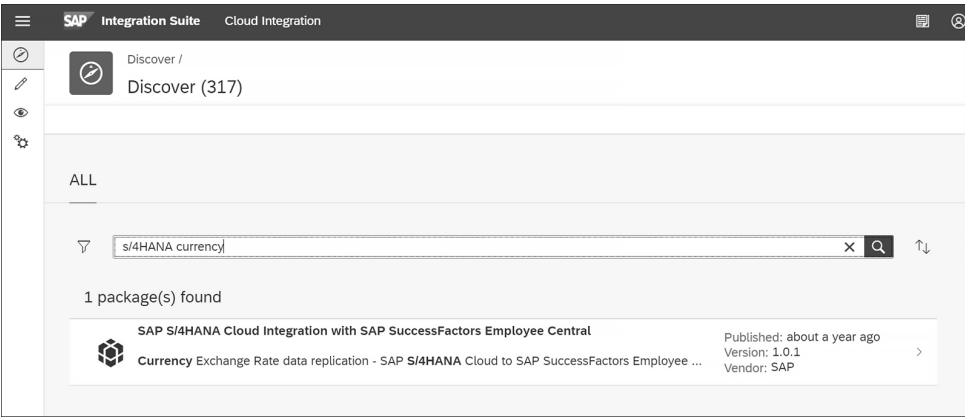 SAP Integration Suite Cloud Integration
Discover /
Discover (317)
ALL
s/4HANA currency
1 package(s) found
SAP S/4HANA Cloud Integration with SAP SuccessFactors Employee Central
Currency Exchange Rate data replication - SAP S/4HANA Cloud to SAP SuccessFactors Employee ...
Published: about a year ago
Version: 1.0.1
Vendor: SAP